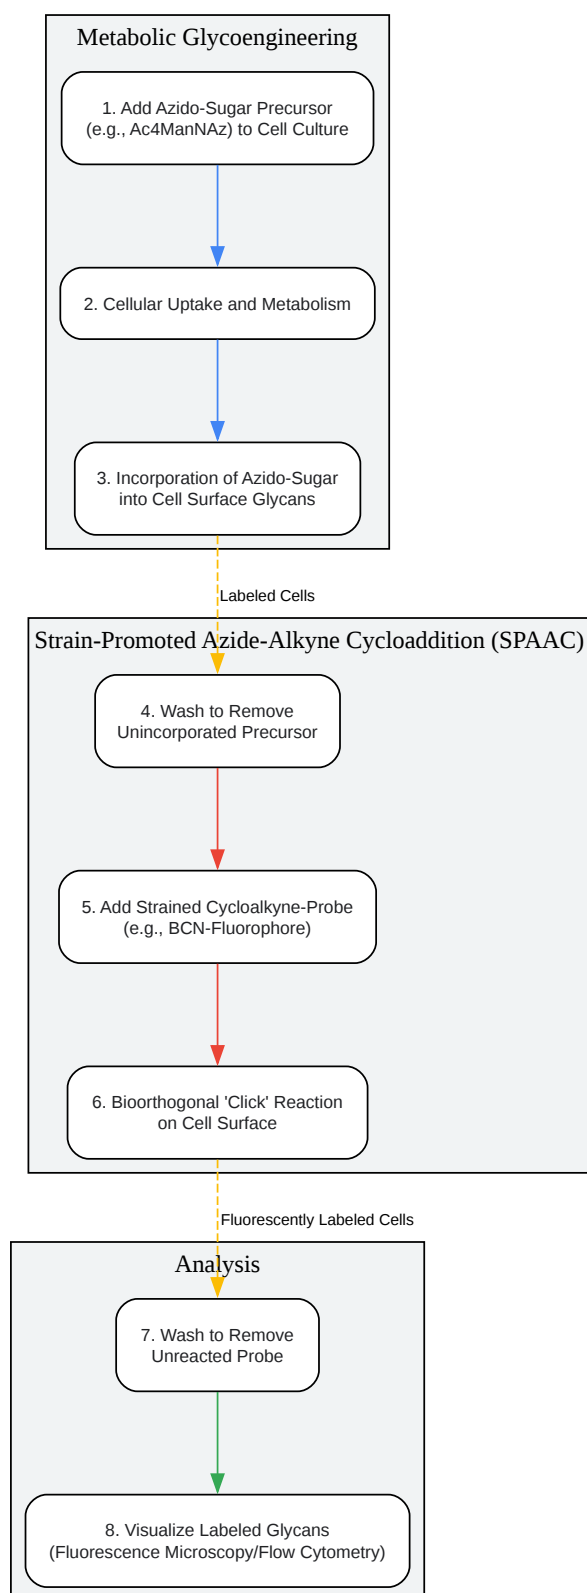 Metabolic Glycoengineering
1. Add Azido-Sugar Precursor
(e.g., Ac4ManNAz) to Cell Culture
2. Cellular Uptake and Metabolism
3. Incorporation of Azido-Sugar
into Cell Surface Glycans
Labeled Cells
Strain-Promoted Azide-Alkyne Cycloaddition (SPAAC)
4. Wash to Remove
Unincorporated Precursor
5. Add Strained Cycloalkyne-Probe
(e.g., BCN-Fluorophore)
6. Bioorthogonal 'Click' Reaction
on Cell Surface
Fluorescently Labeled Cells
Analysis
7. Wash to Remove
Unreacted Probe
8. Visualize Labeled Glycans
(Fluorescence Microscopy/Flow Cytometry)